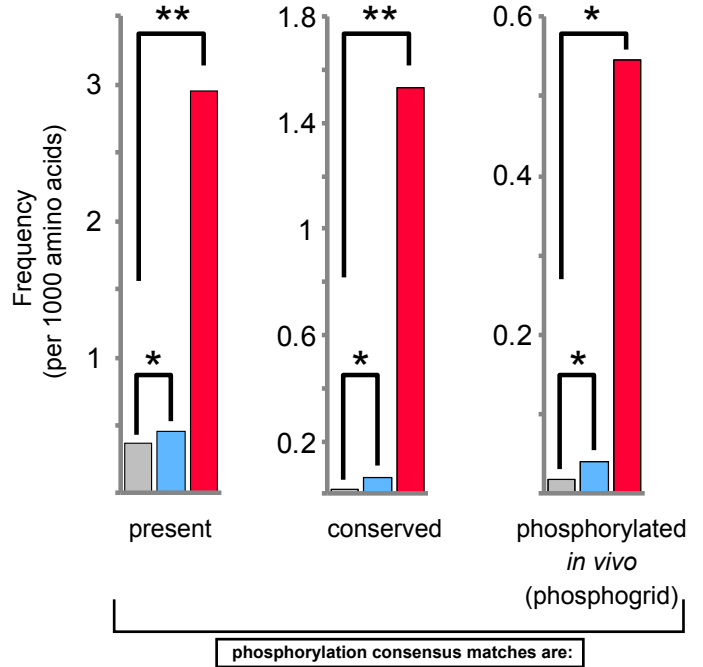 Frequency
(per 1000 amino acids)
3
2
1
**
*
present
1.8
1.4
1
0.6
0.2
**
*
conserved
0.6
0.4
0.2
*
*
phosphorylated
in vivo
(phosphogrid)
phosphorylation consensus matches are: